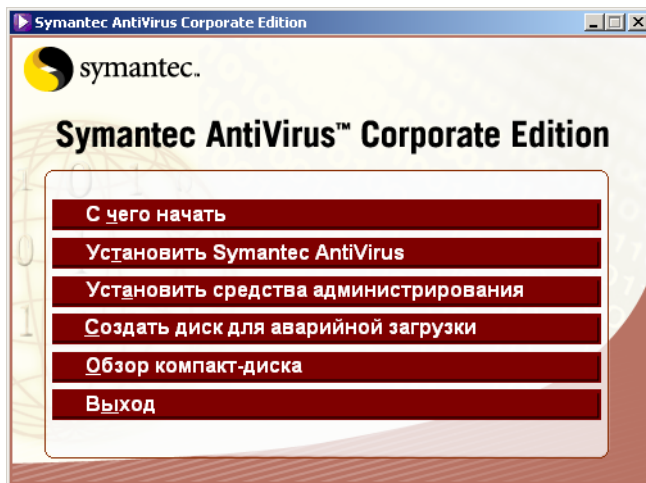 Symantec AntiVirus Corporate Edition
symantec™
Symantec AntiVirus™ Corporate Edition
С чего начать
Установить Symantec AntiVirus
Установить средства администрирования
Создать диск для аварийной загрузки
Обзор компакт-диска
Выход